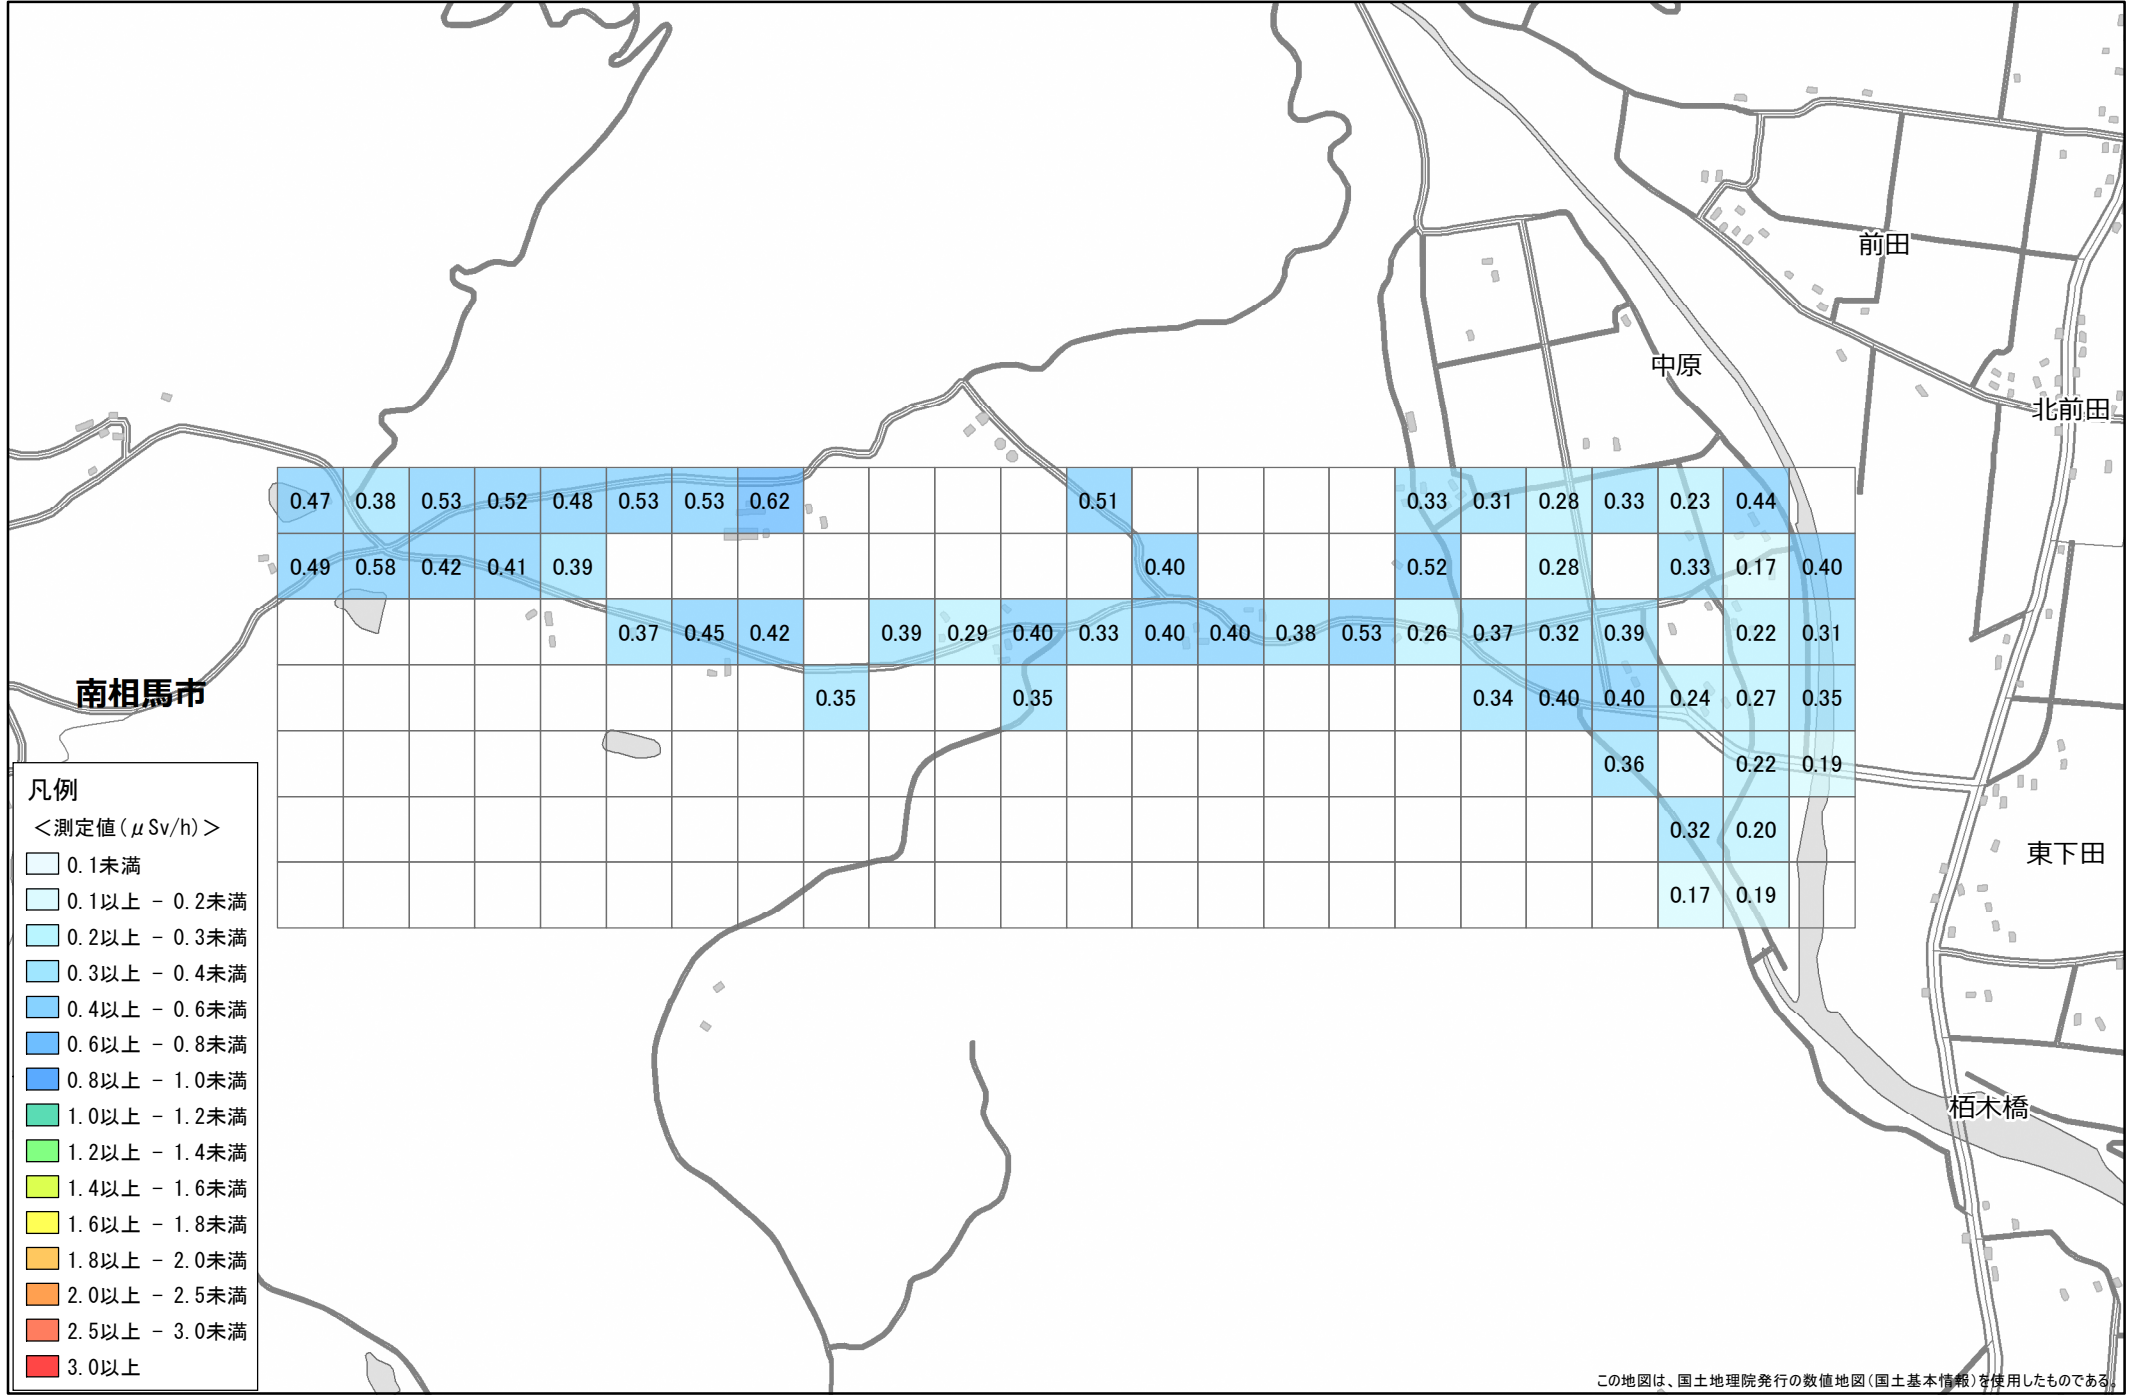 前田
中原
北前田
0.47 0.38 0.53 0.52 0.48 0.53 0.53 0.62 0.51 0.33 0.31 0.28 0.33 0.23 0.44
0.49 0.58 0.42 0.41 0.39 0.40 0.52 0.28 0.33 0.17 0.40
0.37 0.45 0.42 0.39 0.29 0.40 0.33 0.40 0.40 0.38 0.53 0.26 0.37 0.32 0.39 0.22 0.31
南相馬市
0.35 0.35 0.34 0.40 0.40 0.24 0.27 0.35
0.36 0.22 0.19
0.32 0.20
東下田
0.17 0.19
栢木橋
凡例
＜測定値(μSv/h)＞
0.1未満
0.1以上 - 0.2未満
0.2以上 - 0.3未満
0.3以上 - 0.4未満
0.4以上 - 0.6未満
0.6以上 - 0.8未満
0.8以上 - 1.0未満
1.0以上 - 1.2未満
1.2以上 - 1.4未満
1.4以上 - 1.6未満
1.6以上 - 1.8未満
1.8以上 - 2.0未満
2.0以上 - 2.5未満
2.5以上 - 3.0未満
3.0以上
この地図は、国土地理院発行の数値地図(国土基本情報)を使用したものである。